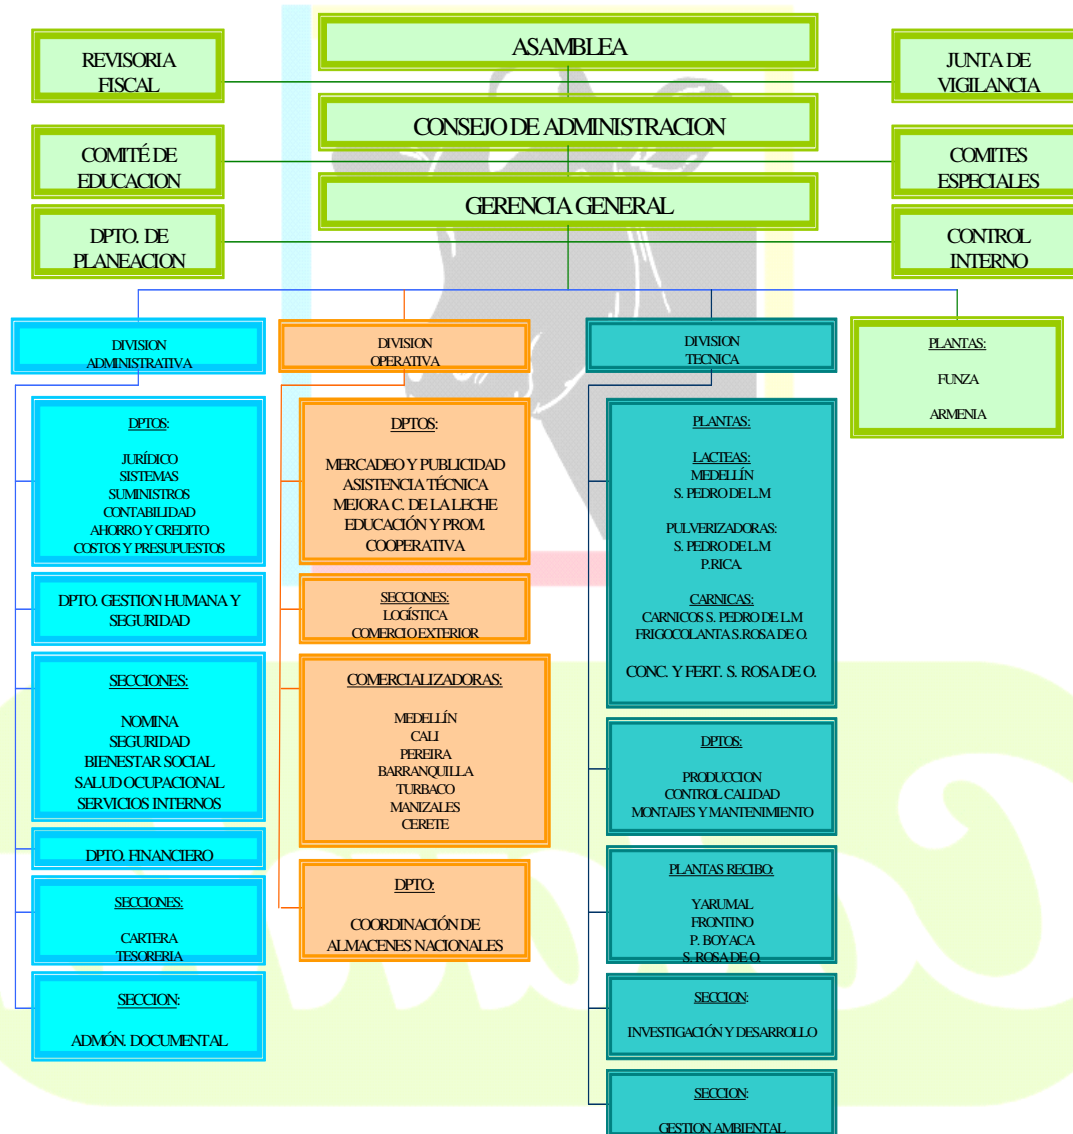 ASAMBLEA
REVISORIA
FISCAL
JUNTA DE
VIGILANCIA
CONSEJO DE ADMINISTRACION
COMITÉ DE
EDUCACION
COMITES
ESPECIALES
GERENCIA GENERAL
DPTO. DE
PLANEACION
CONTROL
INTERNO
DIVISION
ADMINISTRATIVA
DPTOS:
JURÍDICO
SISTEMAS
SUMINISTROS
CONTABILIDAD
AHORRO Y CREDITO
COSTOS Y PRESUPUESTOS
DPTO. GESTION HUMANA Y
SEGURIDAD
SECCIONES:
NOMINA
SEGURIDAD
BIENESTAR SOCIAL
SALUD OCUPACIONAL
SERVICIOS INTERNOS
DPTO. FINANCIERO
SECCIONES:
CARTERA
TESORERIA
SECCION:
ADMÓN. DOCUMENTAL
DIVISION
OPERATIVA
DPTOS:
MERCADEO Y PUBLICIDAD
ASISTENCIA TÉCNICA
MEJORA C. DE LA LECHE
EDUCACIÓN Y PROM.
COOPERATIVA
SECCIONES:
LOGÍSTICA
COMERCIO EXTERIOR
COMERCIALIZADORAS:
MEDELLÍN
CALI
PEREIRA
BARRANQUILLA
TURBACO
MANIZALES
CERETE
DPTO:
COORDINACIÓN DE
ALMACENES NACIONALES
DIVISION
TECNICA
PLANTAS:
LACTEAS:
MEDELLÍN
S. PEDRO DE L.M
PULVERIZADORAS:
S. PEDRO DE L.M
P.RICA.
CARNICAS:
CARNICOS S. PEDRO DE L.M
FRIGOCOLANTA S.ROSA DE O.
CONC. Y FERT. S. ROSA DE O.
DPTOS:
PRODUCCION
CONTROL CALIDAD
MONTAJES Y MANTENIMIENTO
PLANTAS RECIBO:
YARUMAL
FRONTINO
P. BOYACA
S. ROSA DE O.
SECCION:
INVESTIGACIÓN Y DESARROLLO
SECCION:
GESTION AMBIENTAL
PLANTAS:
FUNZA
ARMENIA